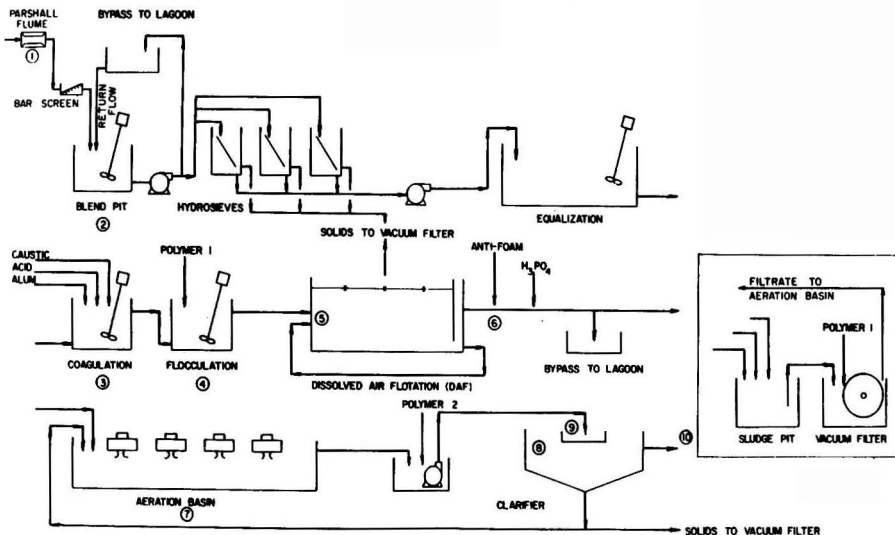 PARSHALL
FLUME
①
BYPASS TO LAGOON
BAR SCREEN
RETURN
FLOW
BLEND PIT
②
HYDROSIEVES
EQUALIZATION
SOLIDS TO VACUUM FILTER
CAUSTIC
ACID
ALUM
POLYMER 1
COAGULATION
③
FLOCCULATION
④
⑤
DISSOLVED AIR FLOTATION (DAF)
ANTI-FOAM
H3PO4
⑥
BYPASS TO LAGOON
FILTRATE TO
AERATION BASIN
POLYMER 1
SLUDGE PIT
VACUUM FILTER
AERATION BASIN
⑦
POLYMER 2
⑧
⑨
⑩
CLARIFIER
SOLIDS TO VACUUM FILTER